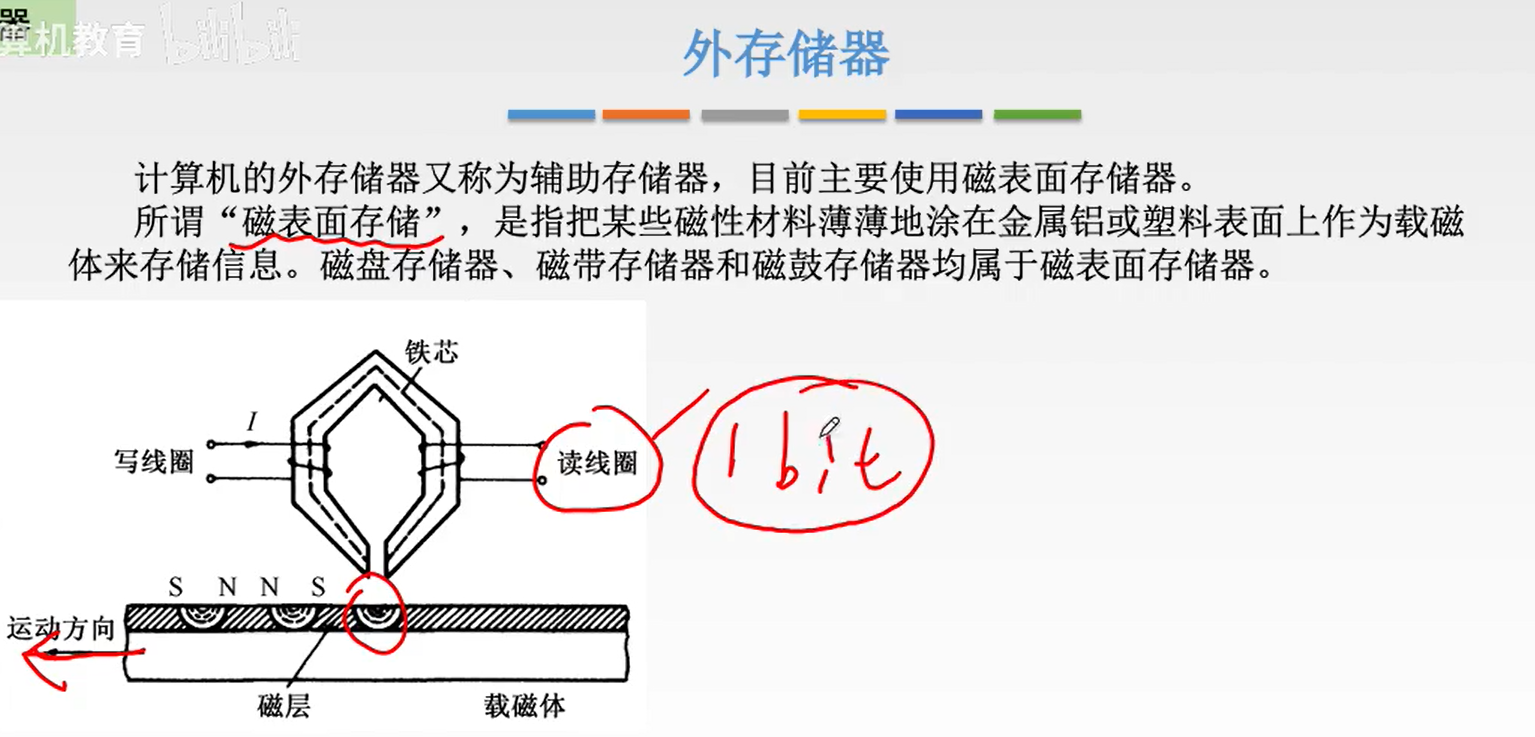 器
算机教育 bilibili
外存储器
计算机的外存储器又称为辅助存储器，目前主要使用磁表面存储器。
所谓“磁表面存储”，是指把某些磁性材料薄薄地涂在金属铝或塑料表面上作为载磁
体来存储信息。磁盘存储器、磁带存储器和磁鼓存储器均属于磁表面存储器。
铁芯
I
写线圈
读线圈
1 bit
S N N S
运动方向
磁层
载磁体